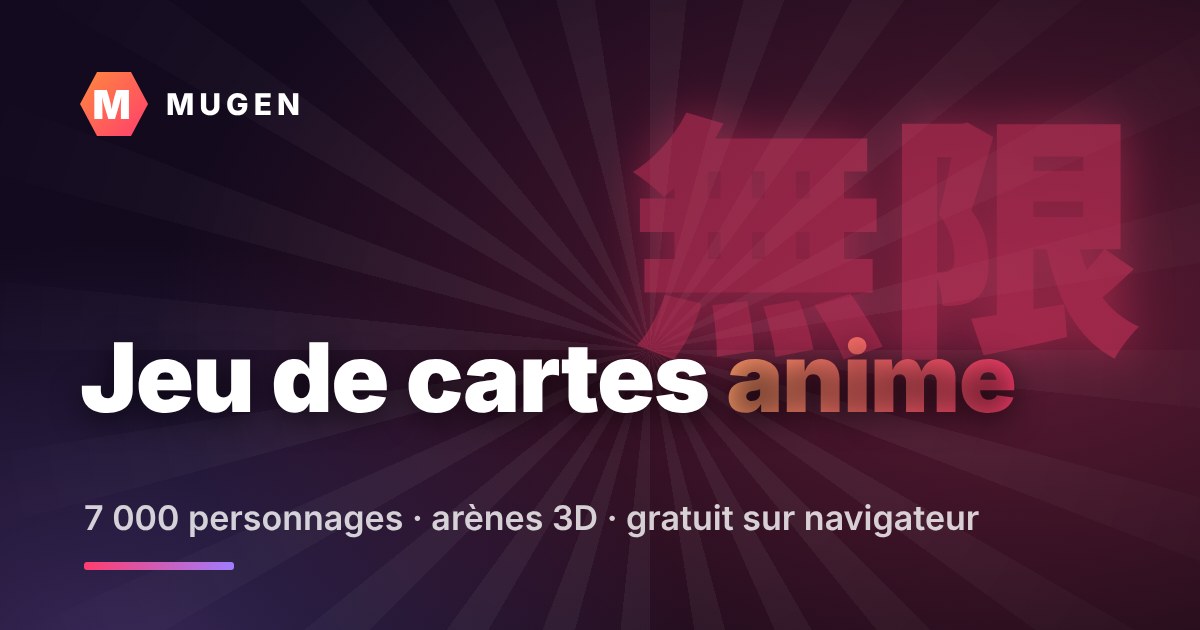 M MUGEN
無限
Jeu de cartes anime
7 000 personnages · arènes 3D · gratuit sur navigateur